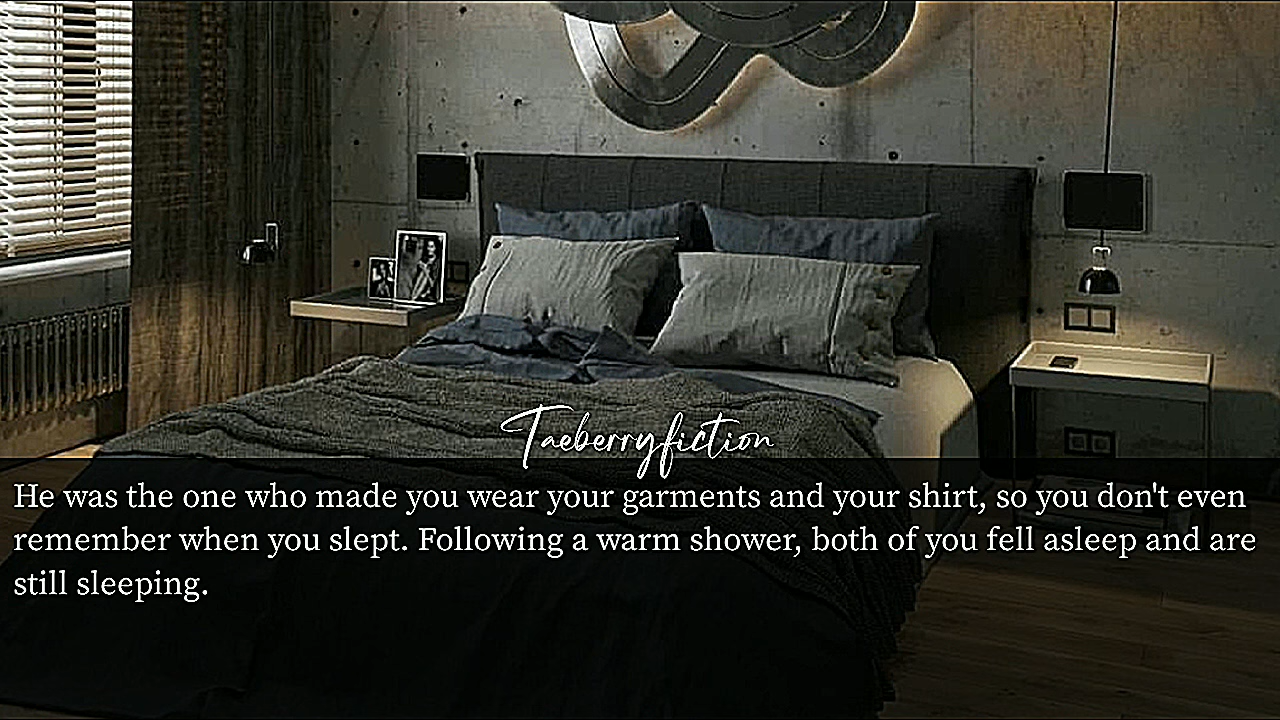 Taeberryfiction
He was the one who made you wear your garments and your shirt, so you don't even
remember when you slept. Following a warm shower, both of you fell asleep and are
still sleeping.